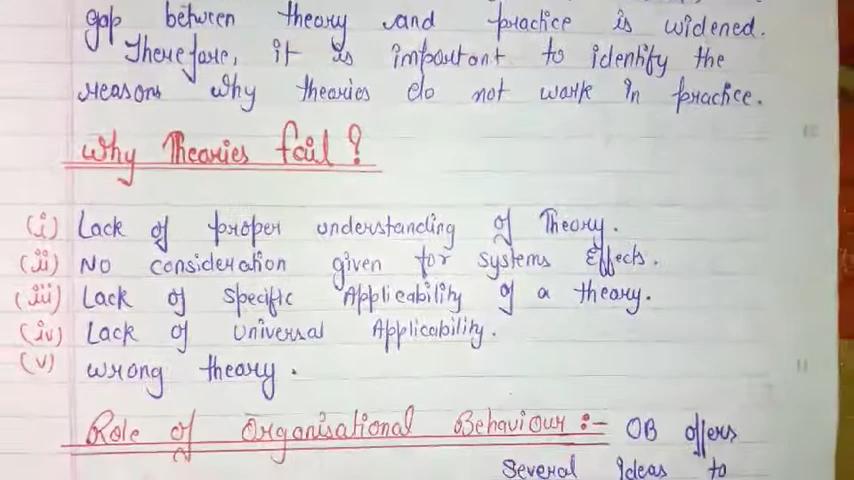 gap between theory and practice is widened.
Therefore, it is important to identify the
reasons why theories do not work in practice.
Why Theories fail?
(i) Lack of proper understanding of Theory.
(ii) No consideration given for systems Effects.
(iii) Lack of specific Applicability of a theory.
(iv) Lack of Universal Applicability.
(v) wrong theory.
Role of Organisational Behaviour :- OB offers
Several Ideas to